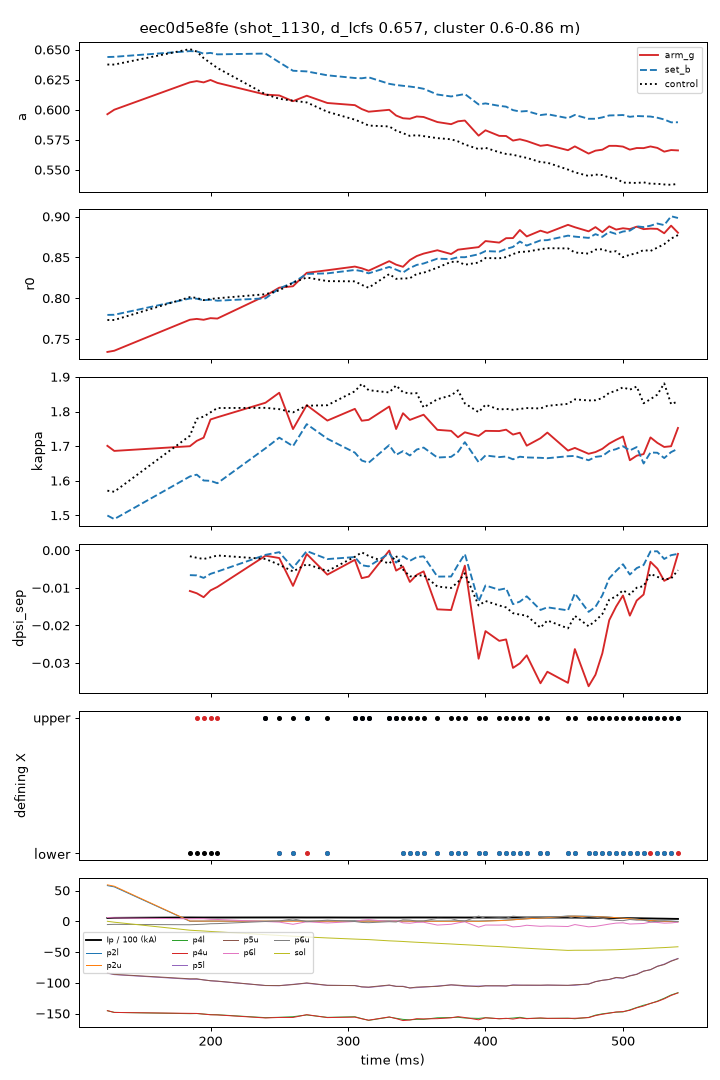 eec0d5e8fe (shot_1130, d_lcfs 0.657, cluster 0.6-0.86 m)
0.650
0.625
0.600
0.575
0.550
a
arm_g
set_b
control
0.90
0.85
0.80
0.75
r0
1.9
1.8
1.7
1.6
1.5
kappa
0.00
−0.01
−0.02
−0.03
dpsi_sep
upper
lower
defining X
50
0
−50
−100
−150
Ip / 100 (kA)
p2l
p2u
p4l
p4u
p5l
p5u
p6l
p6u
sol
200
300
400
500
time (ms)